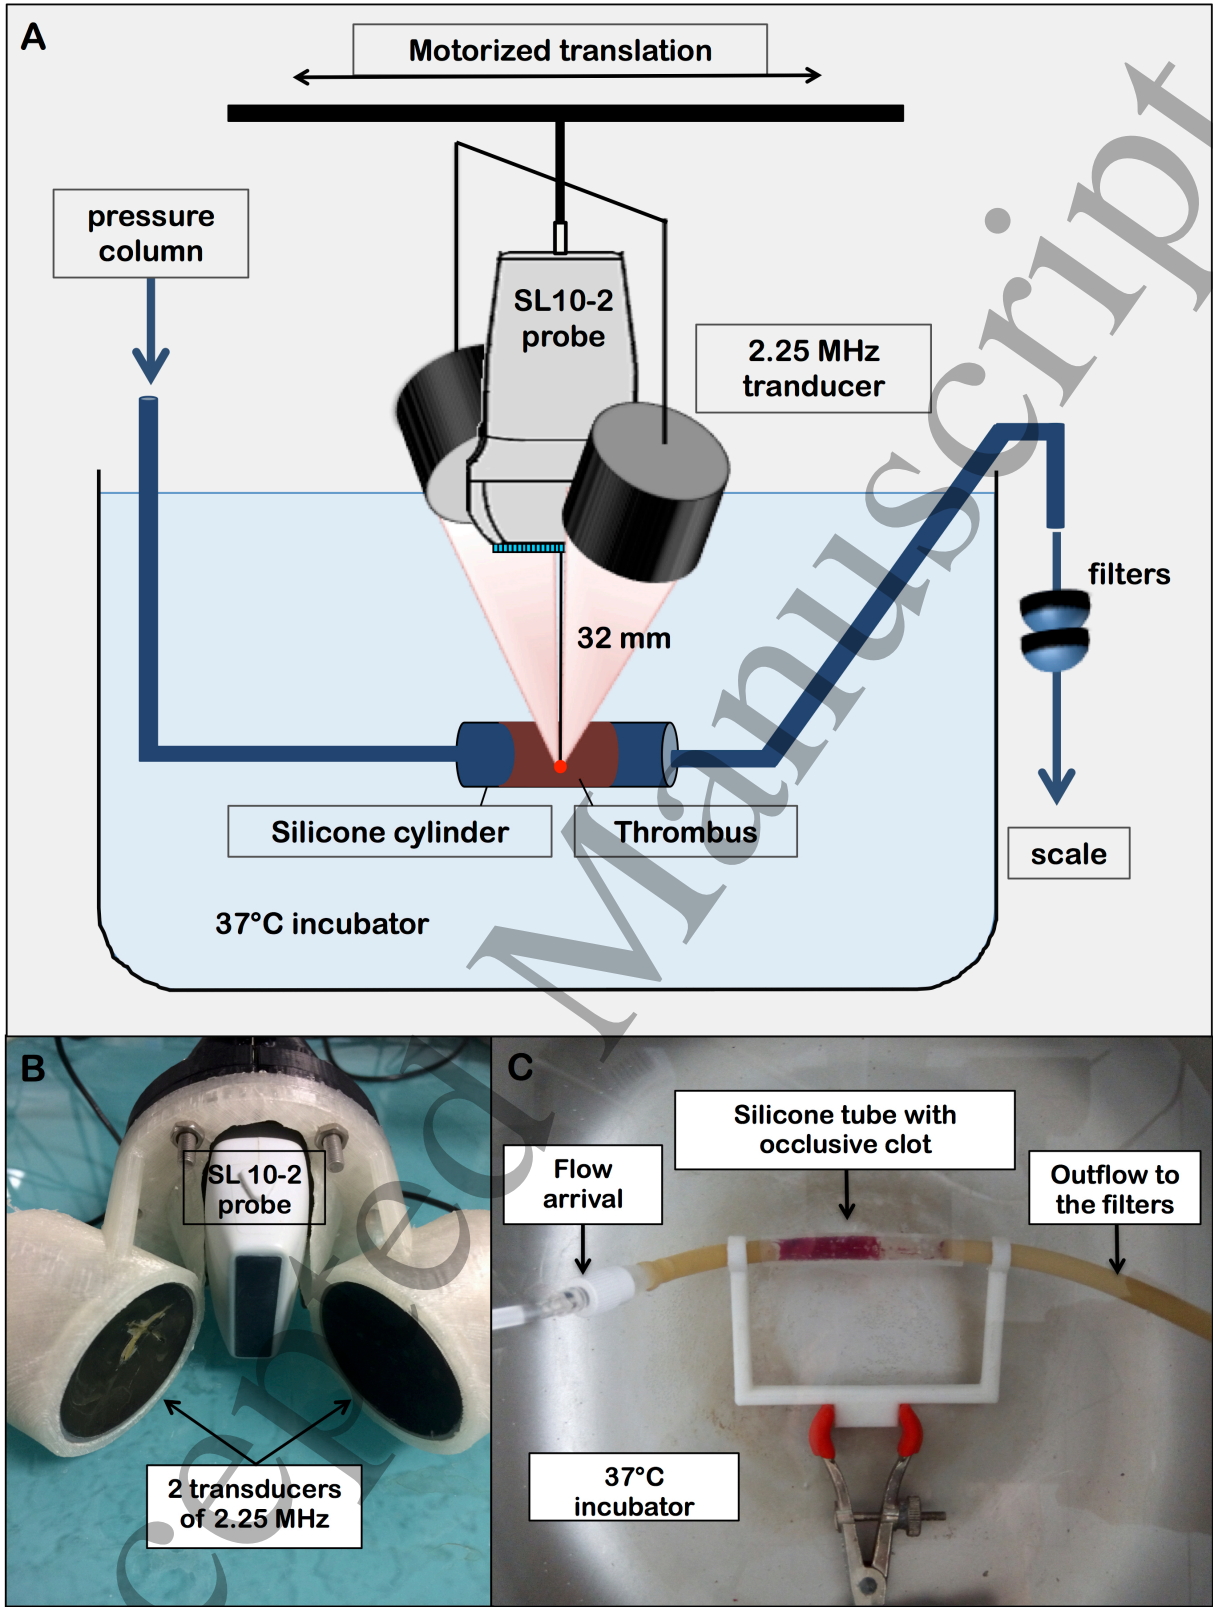 A
Motorized translation
pressure
column
SL10-2
probe
2.25 MHz
tranducer
filters
32 mm
Silicone cylinder
Thrombus
scale
37°C incubator
B
SL 10-2
probe
2 transducers
of 2.25 MHz
C
Silicone tube with
occlusive clot
Flow
arrival
Outflow to
the filters
37°C
incubator
cepted Manuscript